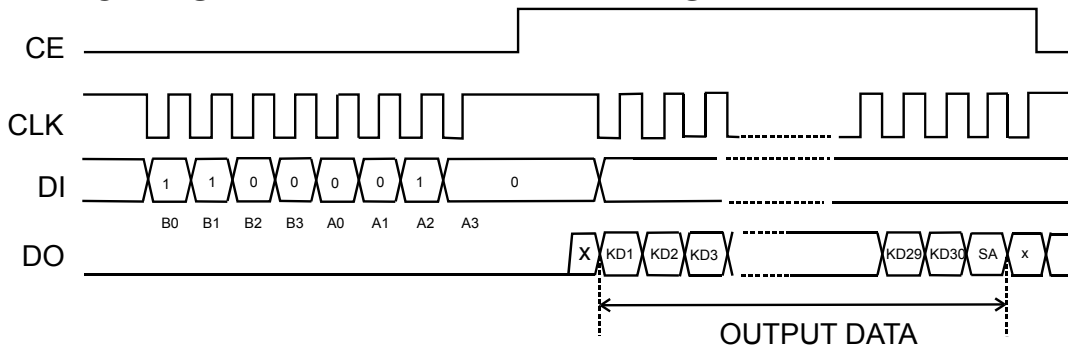 CE
CLK
DI 1 1 0 0 0 0 1 0
B0 B1 B2 B3 A0 A1 A2 A3
DO X KD1 KD2 KD3 KD29 KD30 SA x
OUTPUT DATA